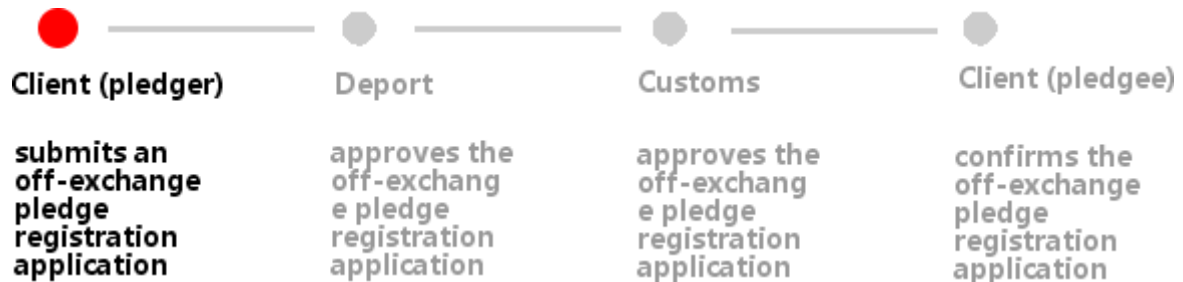 Client (pledger)
Deport
Customs
Client (pledgee)
submits an
off-exchange
pledge
registration
application
approves the
off-exchang
e pledge
registration
application
approves the
off-exchang
e pledge
registration
application
confirms the
off-exchange
pledge
registration
application